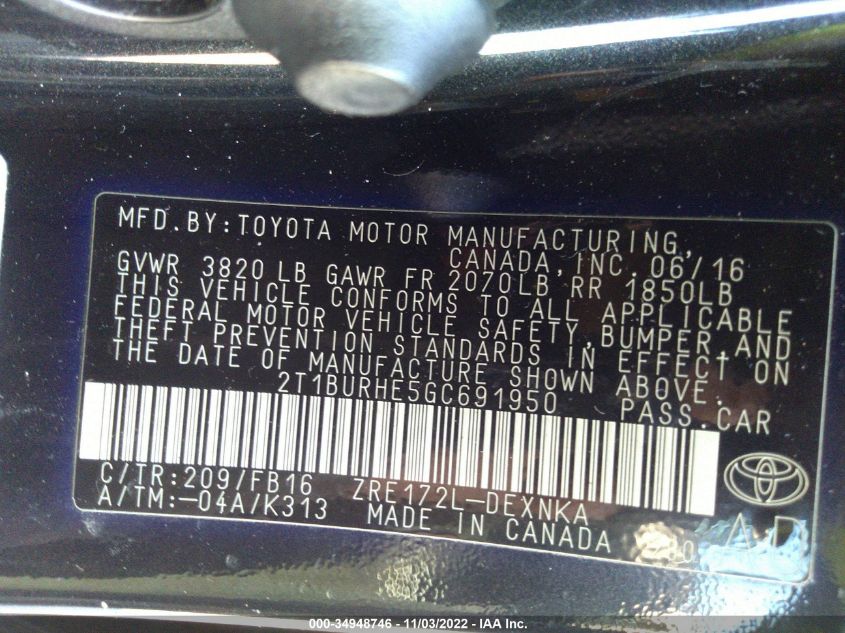 MFD.BY:TOYOTA MOTOR MANUFACTURING,
CANADA,INC.06/16
GVWR 3820LB GAWR FR 2070LB RR 1850LB
THIS VEHICLE CONFORMS TO ALL APPLICABLE
FEDERAL MOTOR VEHICLE SAFETY,BUMPER,AND
THEFT PREVENTION STANDARDS IN EFFECT ON
THE DATE OF MANUFACTURE SHOWN ABOVE.
2T1BURHE5GC691950 PASS.CAR
C/TR:209/FB16 ZRE172L-DEXNKA
A/TM:-04A/K313 MADE IN CANADA
000-34948746 - 11/03/2022 - IAA Inc.